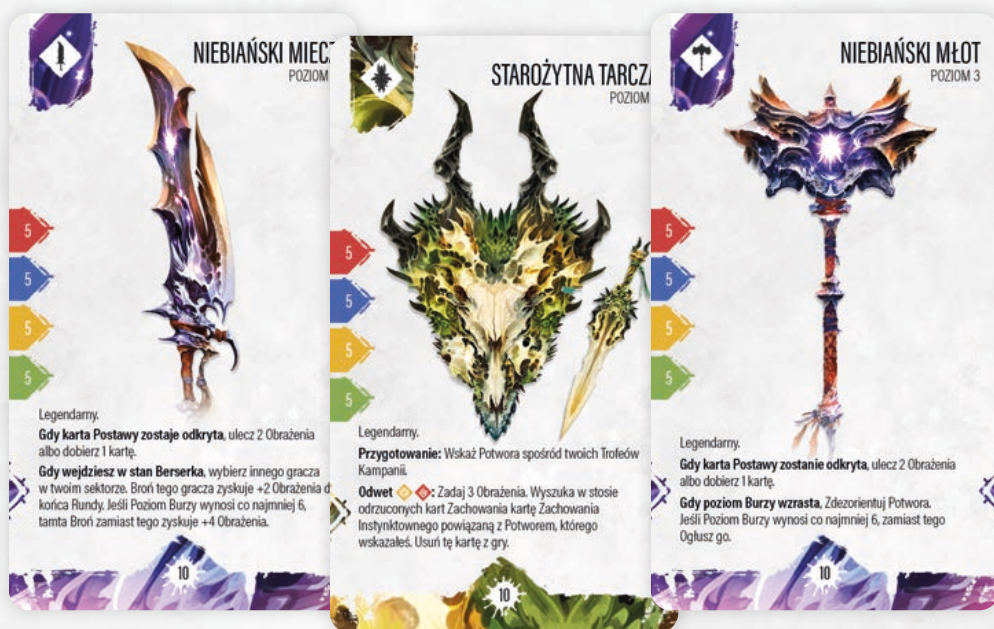 NIEBIAŃSKI MIECZ
POZIOM
5
5
5
5
Legendarny.
Gdy karta Postawy zostaje odkryta, ulecz 2 Obrażenia
albo dobierz 1 kartę.
Gdy wejdziesz w stan Berserka, wybierz innego gracza
w twoim sektorze. Broń tego gracza zyskuje +2 Obrażenia d
końca Rundy. Jeśli Poziom Burzy wynosi co najmniej 6,
tamta Broń zamiast tego zyskuje +4 Obrażenia.
10
STAROŻYTNA TARCZA
POZIOM
5
5
5
5
Legendarny.
Przygotowanie: Wskaż Potwora spośród twoich Trofeów
Kampanii.
Odwet : Zadaj 3 Obrażenia. Wyszuka w stosie
odrzuconych kart Zachowania kartę Zachowania
Instynktownego powiązaną z Potworem, którego
wskazałeś. Usuń tę kartę z gry.
10
NIEBIAŃSKI MŁOT
POZIOM 3
5
5
5
5
Legendarny.
Gdy karta Postawy zostanie odkryta, ulecz 2 Obrażenia
albo dobierz 1 kartę.
Gdy poziom Burzy wzrasta, Zdezorientuj Potwora.
Jeśli Poziom Burzy wynosi co najmniej 6, zamiast tego
Ogłusz go.
10